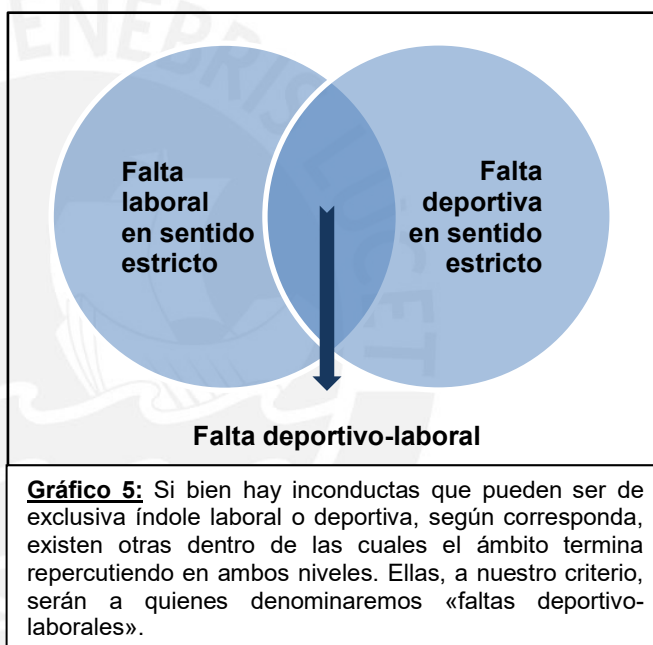 ENEBRIS LUCET
Falta
laboral
en sentido
estricto
Falta
deportiva
en sentido
estricto
Falta deportivo-laboral
Gráfico 5: Si bien hay inconductas que pueden ser de
exclusiva índole laboral o deportiva, según corresponda,
existen otras dentro de las cuales el ámbito termina
repercutiendo en ambos niveles. Ellas, a nuestro criterio,
serán a quienes denominaremos «faltas deportivo-
laborales».